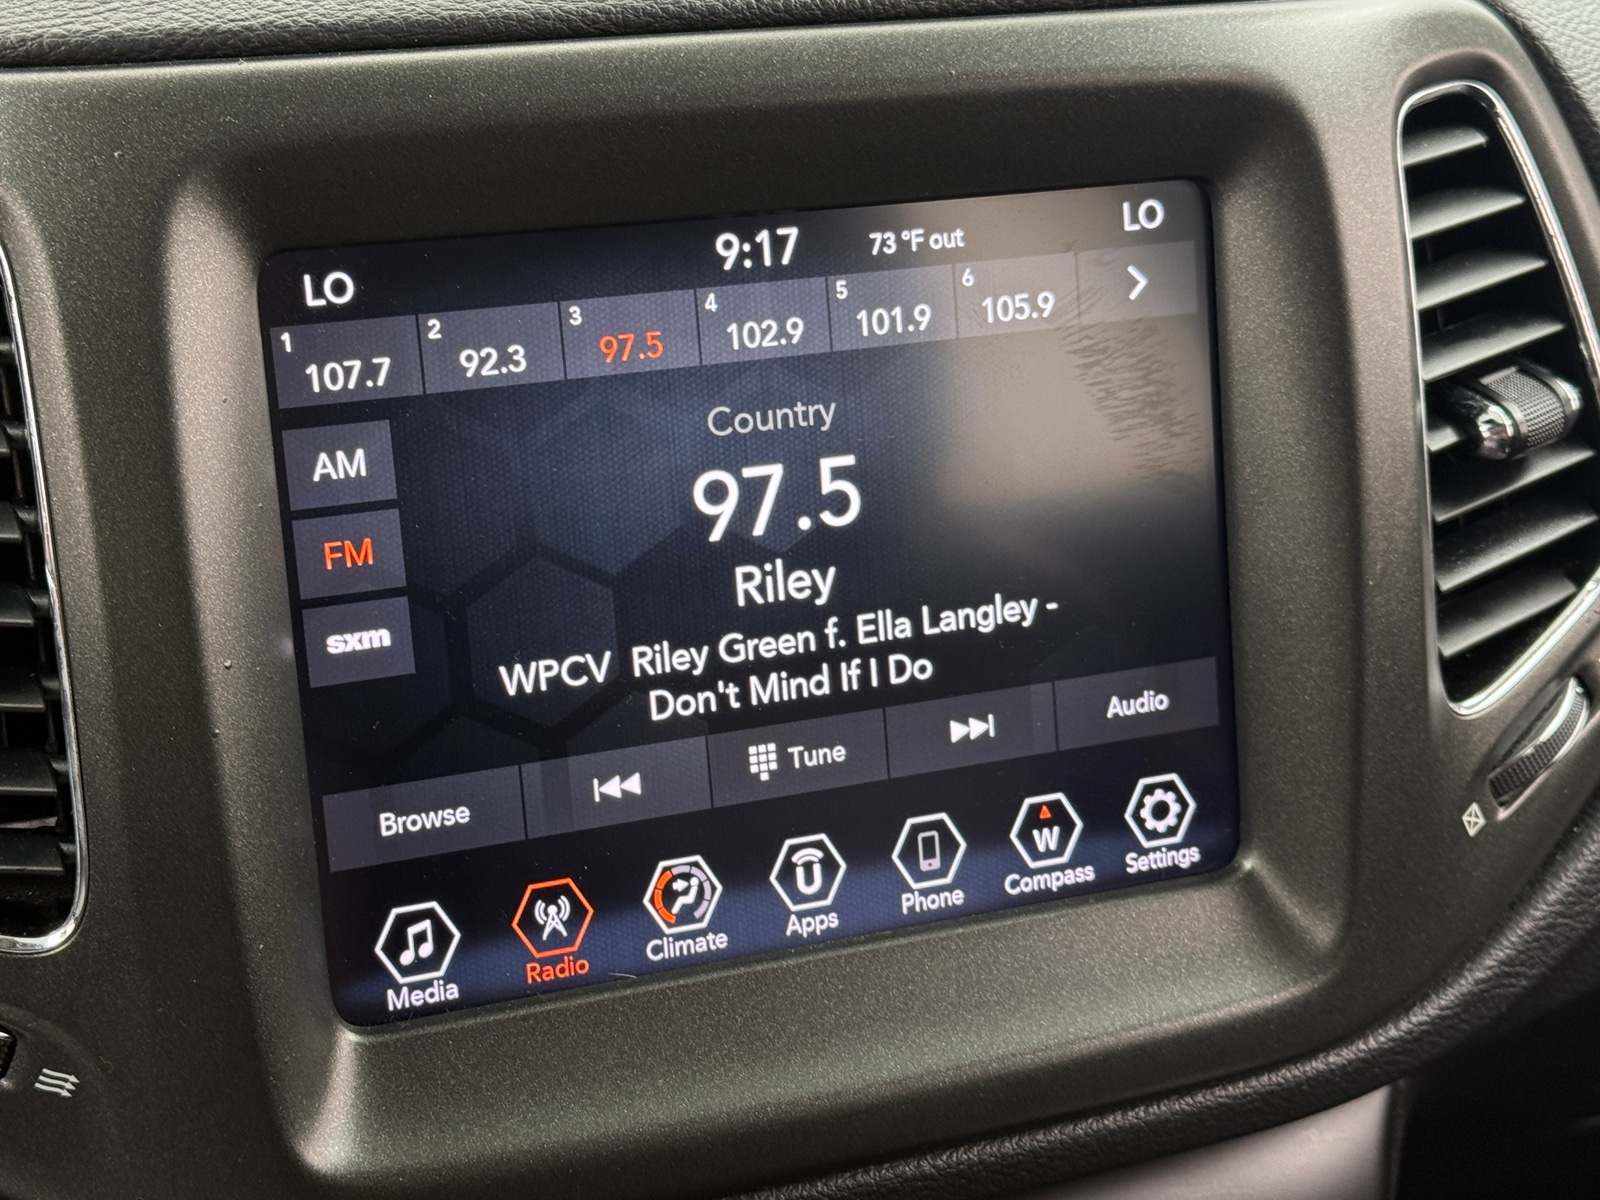 LO 9:17 73 °F out LO
1 107.7 2 92.3 3 97.5 4 102.9 5 101.9 6 105.9
Country
AM
97.5
FM
Riley
sxm
WPCV Riley Green f. Ella Langley -
Don't Mind If I Do
Browse Tune Audio
W
Media Radio Climate Apps Phone Compass Settings